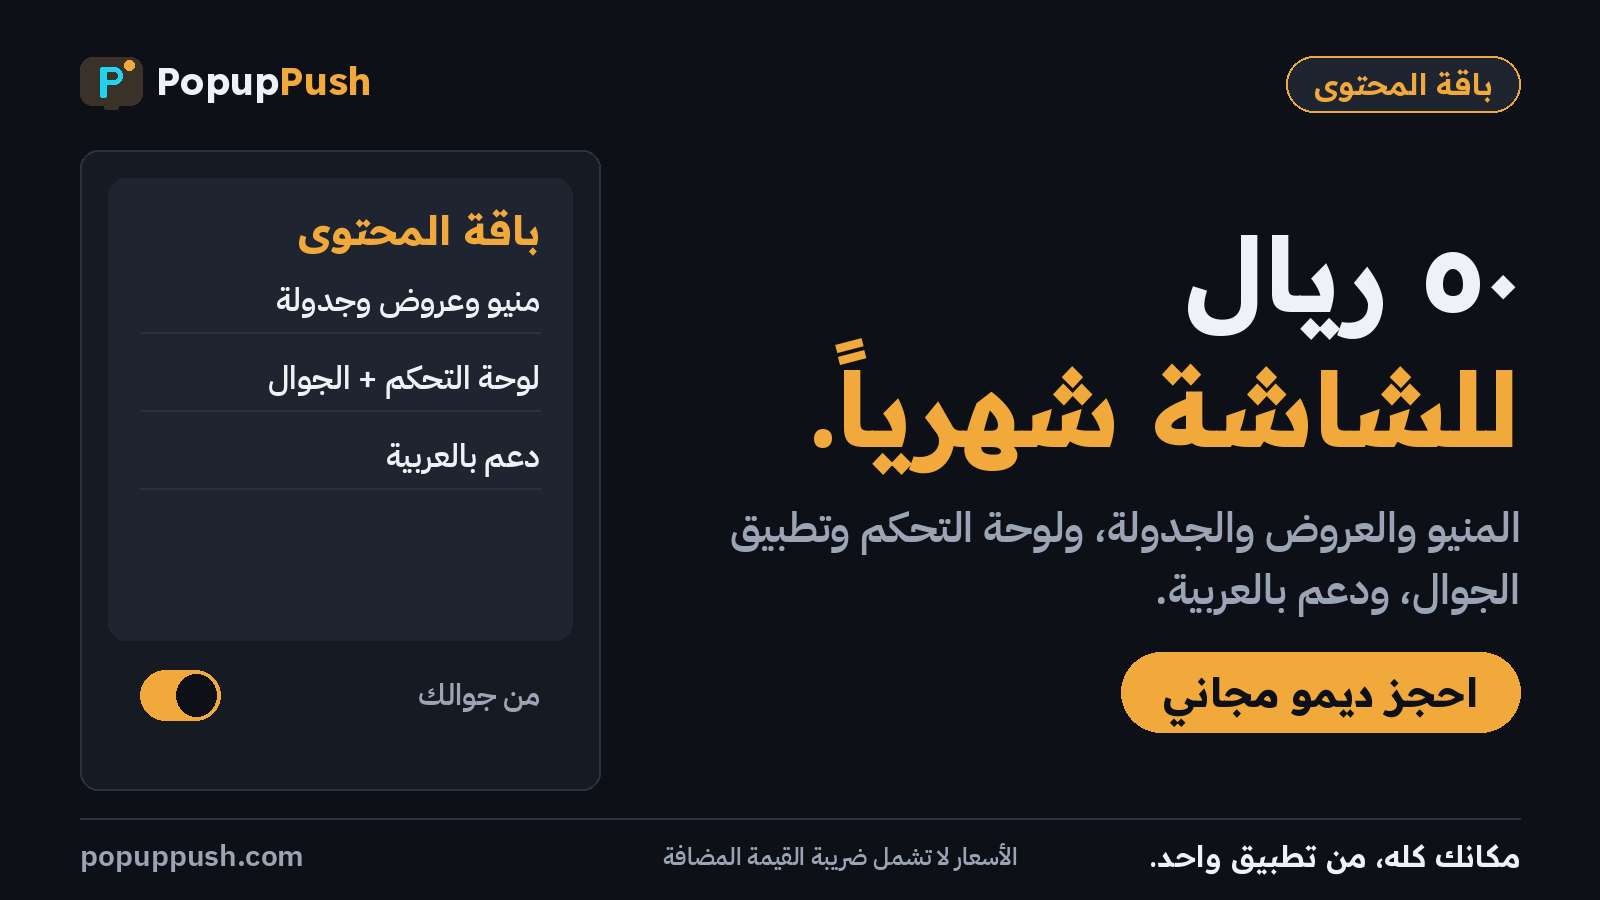 PopupPush
باقة المحتوى
٥٠ ريال
للشاشة شهرياً.
المنيو والعروض والجدولة، ولوحة التحكم وتطبيق
الجوال، ودعم بالعربية.
احجز ديمو مجاني
باقة المحتوى
منيو وعروض وجدولة
لوحة التحكم + الجوال
دعم بالعربية
من جوالك
مكانك كله، من تطبيق واحد.
الأسعار لا تشمل ضريبة القيمة المضافة
popuppush.com